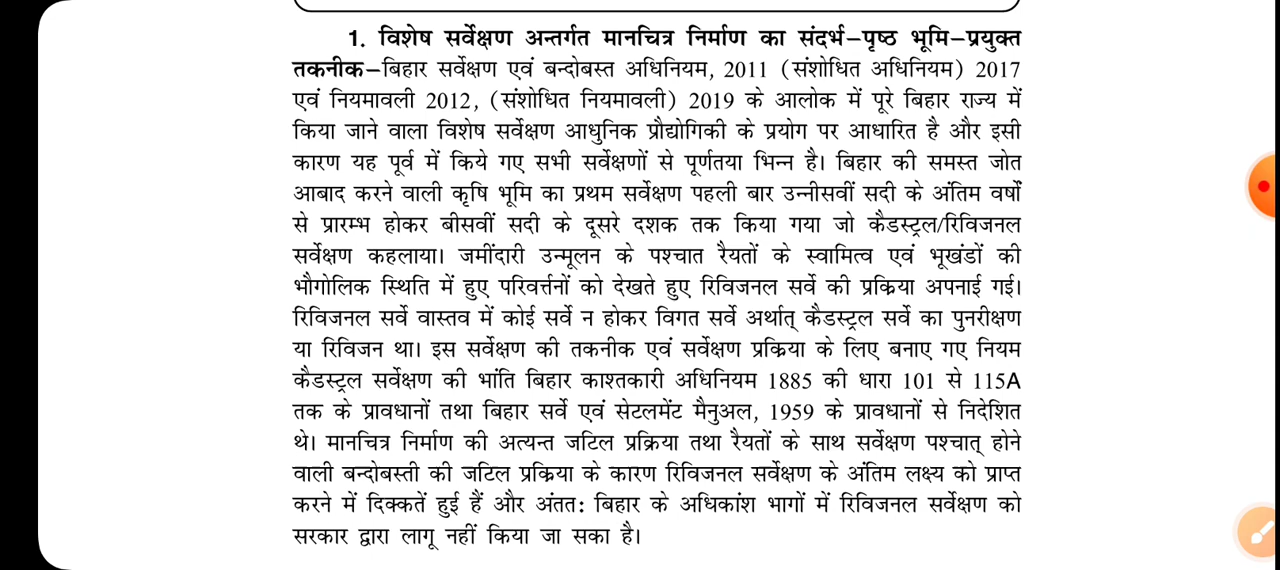 1. विशेष सर्वेक्षण अन्तर्गत मानचित्र निर्माण का संदर्भ–पृष्ठ भूमि–प्रयुक्त
तकनीक–बिहार सर्वेक्षण एवं बन्दोबस्त अधिनियम, 2011 (संशोधित अधिनियम) 2017
एवं नियमावली 2012, (संशोधित नियमावली) 2019 के आलोक में पूरे बिहार राज्य में
किया जाने वाला विशेष सर्वेक्षण आधुनिक प्रौद्योगिकी के प्रयोग पर आधारित है और इसी
कारण यह पूर्व में किये गए सभी सर्वेक्षणों से पूर्णतया भिन्न है। बिहार की समस्त जोत
आबाद करने वाली कृषि भूमि का प्रथम सर्वेक्षण पहली बार उन्नीसवीं सदी के अंतिम वर्षों
से प्रारम्भ होकर बीसवीं सदी के दूसरे दशक तक किया गया जो कैडस्ट्रल/रिविजनल
सर्वेक्षण कहलाया। जमींदारी उन्मूलन के पश्चात रैयतों के स्वामित्व एवं भूखंडों की
भौगोलिक स्थिति में हुए परिवर्त्तनों को देखते हुए रिविजनल सर्वे की प्रक्रिया अपनाई गई।
रिविजनल सर्वे वास्तव में कोई सर्वे न होकर विगत सर्वे अर्थात् कैडस्ट्रल सर्वे का पुनरीक्षण
या रिविजन था। इस सर्वेक्षण की तकनीक एवं सर्वेक्षण प्रक्रिया के लिए बनाए गए नियम
कैडस्ट्रल सर्वेक्षण की भांति बिहार काश्तकारी अधिनियम 1885 की धारा 101 से 115A
तक के प्रावधानों तथा बिहार सर्वे एवं सेटलमेंट मैनुअल, 1959 के प्रावधानों से निदेशित
थे। मानचित्र निर्माण की अत्यन्त जटिल प्रक्रिया तथा रैयतों के साथ सर्वेक्षण पश्चात् होने
वाली बन्दोबस्ती की जटिल प्रक्रिया के कारण रिविजनल सर्वेक्षण के अंतिम लक्ष्य को प्राप्त
करने में दिक्कतें हुई हैं और अंततः बिहार के अधिकांश भागों में रिविजनल सर्वेक्षण को
सरकार द्वारा लागू नहीं किया जा सका है।